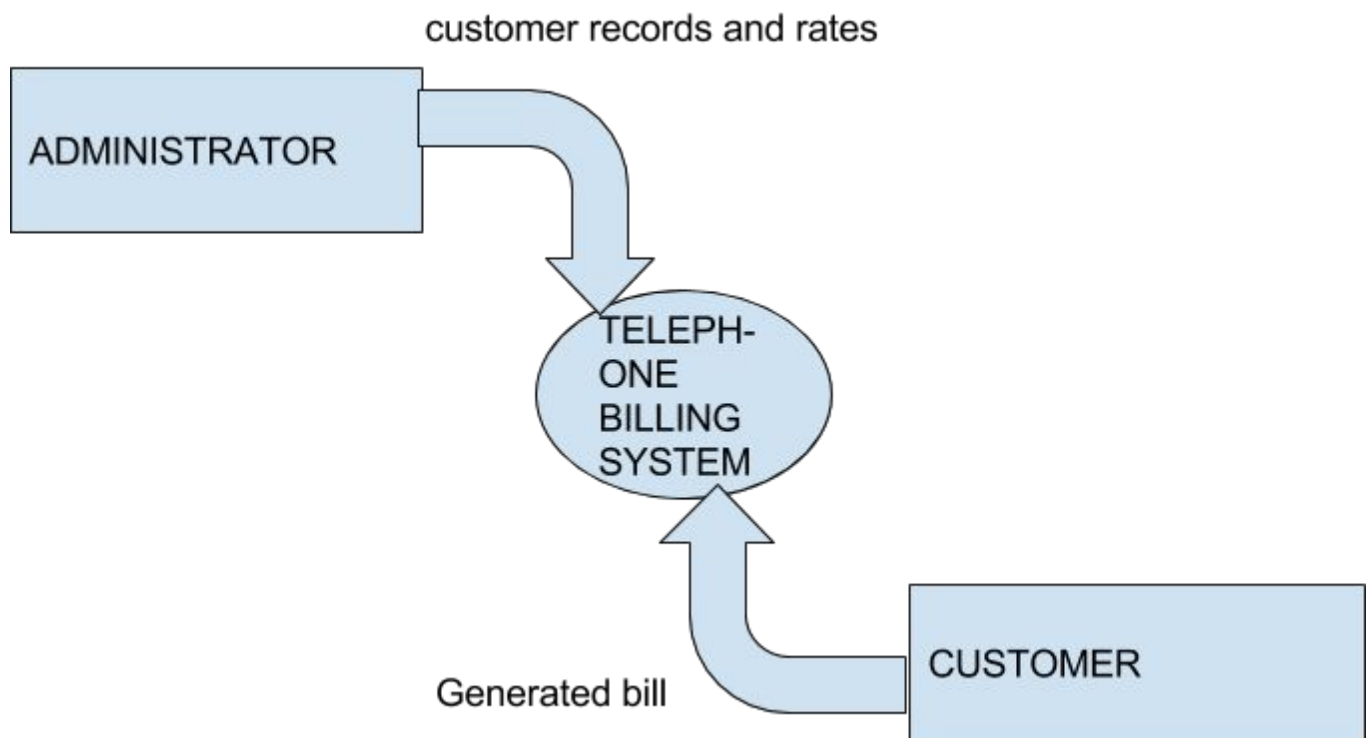 customer records and rates
ADMINISTRATOR
TELEPH-
ONE
BILLING
SYSTEM
CUSTOMER
Generated bill